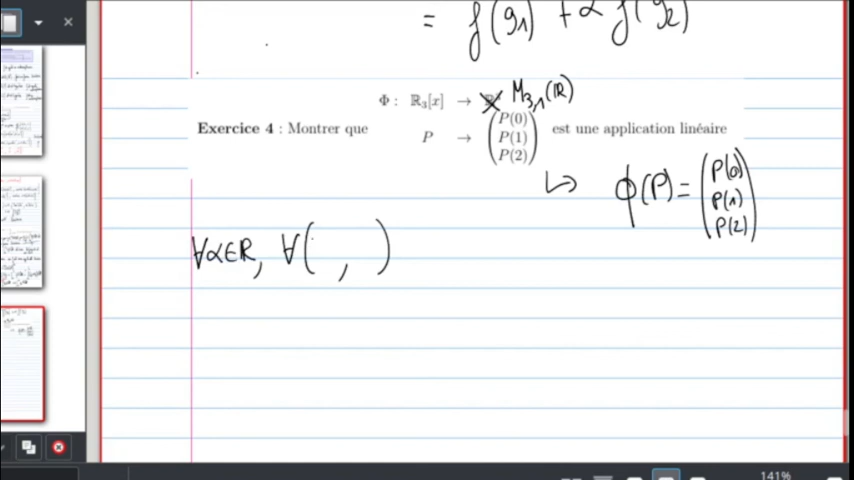 = f(g1) + α f(g2)
Φ : ℝ3[x] → M3,1(ℝ)
Exercice 4 : Montrer que P → (P(0) P(1) P(2)) est une application linéaire
↳ ϕ(P) = (P(0) P(1) P(2))
∀α∈ℝ, ∀( , )
141%